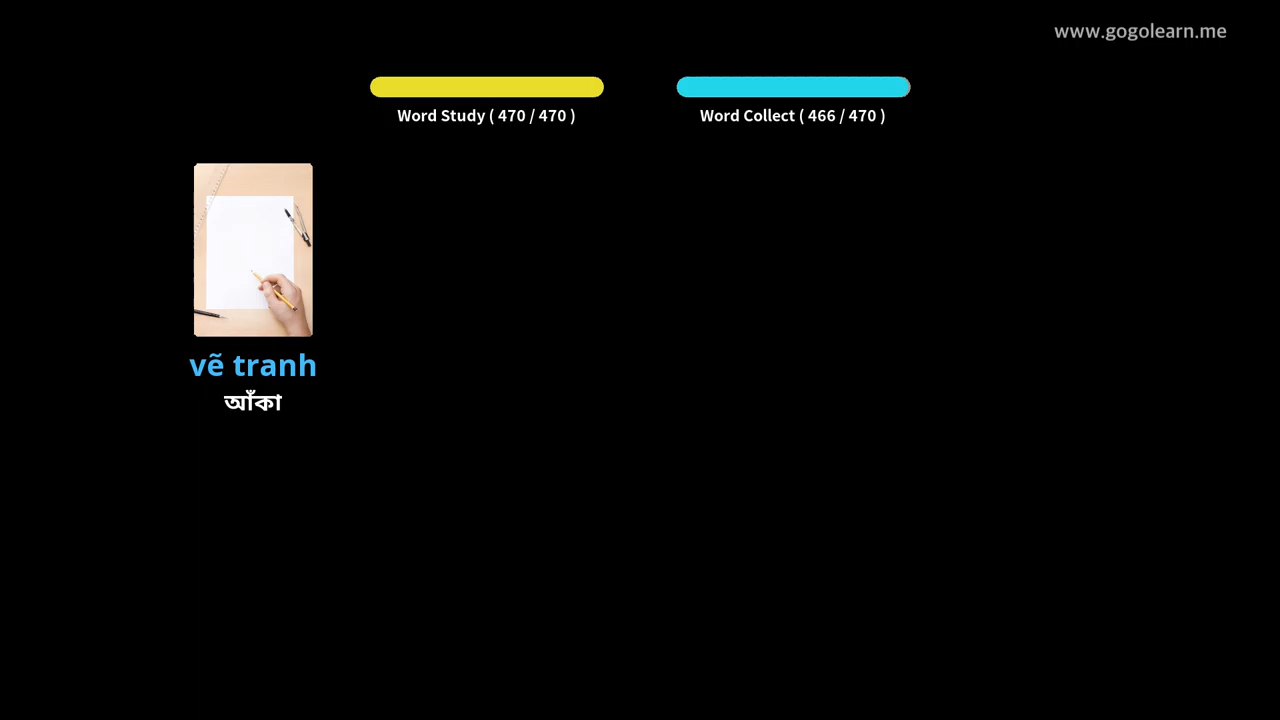 www.gogolearn.me
Word Study ( 470 / 470 )
Word Collect ( 466 / 470 )
vẽ tranh
আঁকা